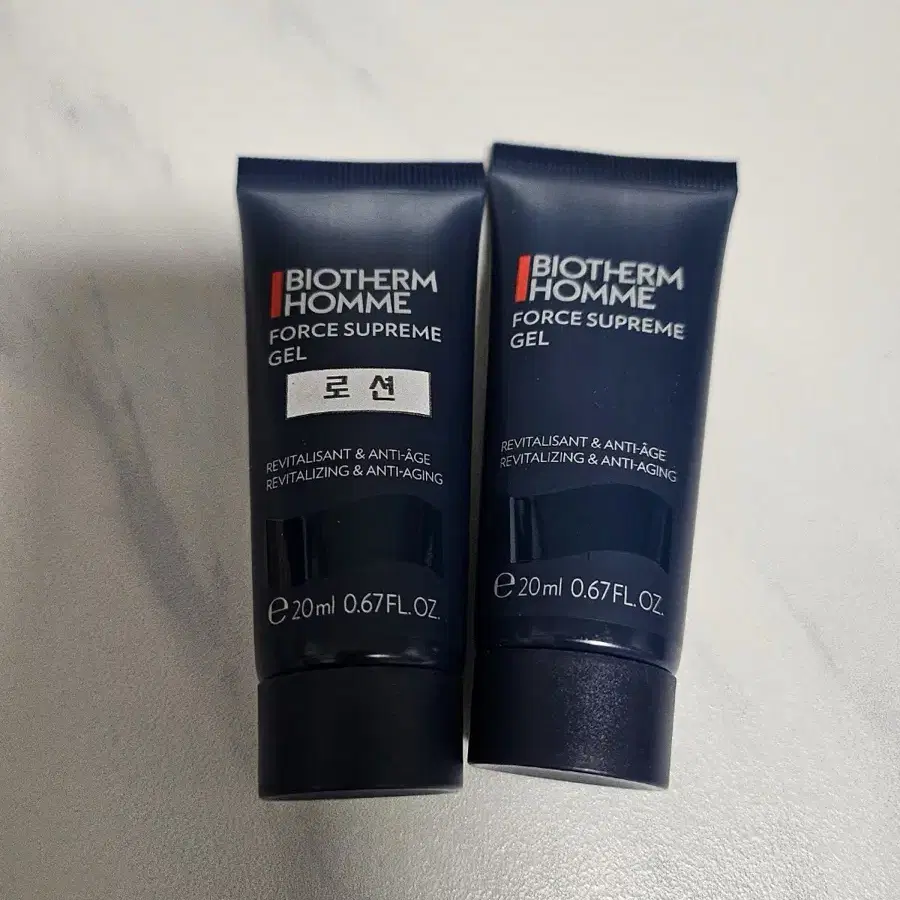 BIOTHERM
HOMME
FORCE SUPREME
GEL
로션
REVITALISANT & ANTI-ÂGE
REVITALIZING & ANTI-AGING
e 20ml 0.67FL.OZ.
BIOTHERM
HOMME
FORCE SUPREME
GEL
REVITALISANT & ANTI-ÂGE
REVITALIZING & ANTI-AGING
e 20ml 0.67FL.OZ.